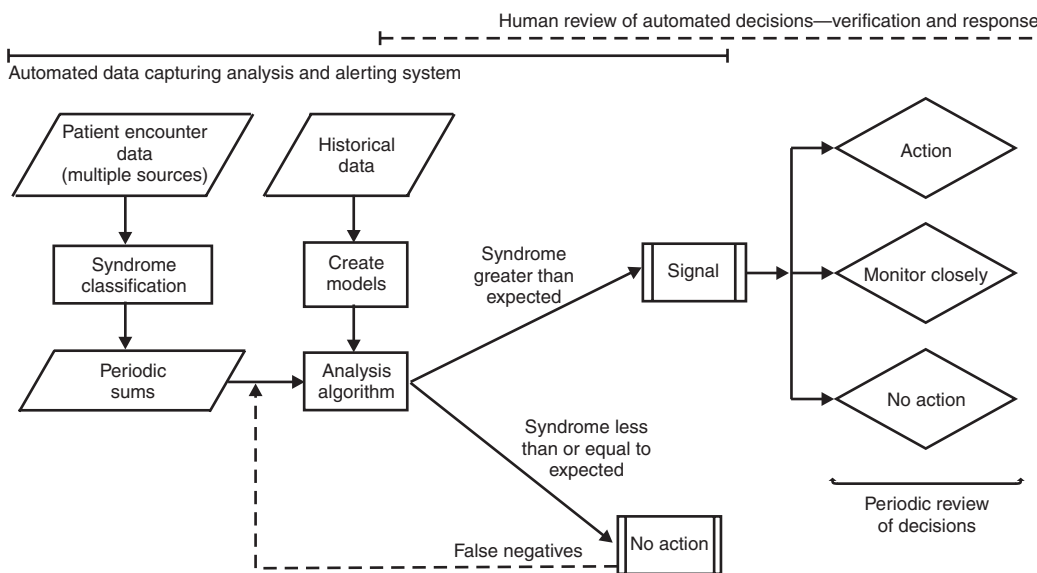 Human review of automated decisions—verification and response
Automated data capturing analysis and alerting system
Patient encounter
data
(multiple sources)
Historical
data
Action
Syndrome
classification
Create
models
Syndrome
greater than
expected
Signal
Monitor closely
Periodic
sums
Analysis
algorithm
No action
Syndrome less
than or equal to
expected
Periodic review
of decisions
False negatives
No action